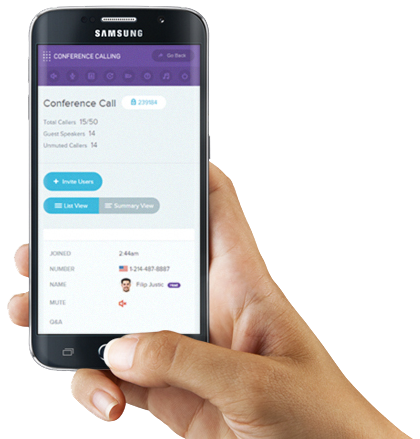 SAMSUNG
CONFERENCE CALLING
Go Back
Conference Call 239184
Total Callers 15/50
Guest Speakers 14
Unmuted Callers 14
+ Invite Users
List View Summary View
JOINED 2:44am
NUMBER 1-214-487-8887
NAME Filip Justic
MUTE
Q&A